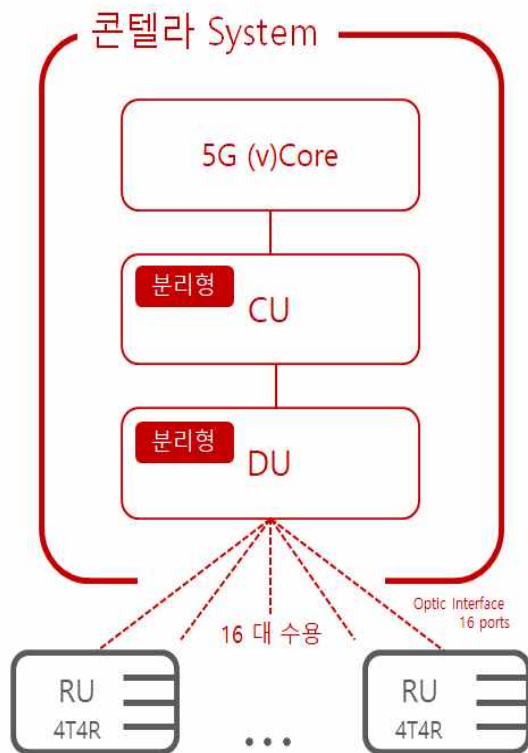 콘텔라 System
5G (v)Core
분리형
CU
분리형
DU
Optic Interface
16 ports
16 대 수용
RU
4T4R
...
RU
4T4R